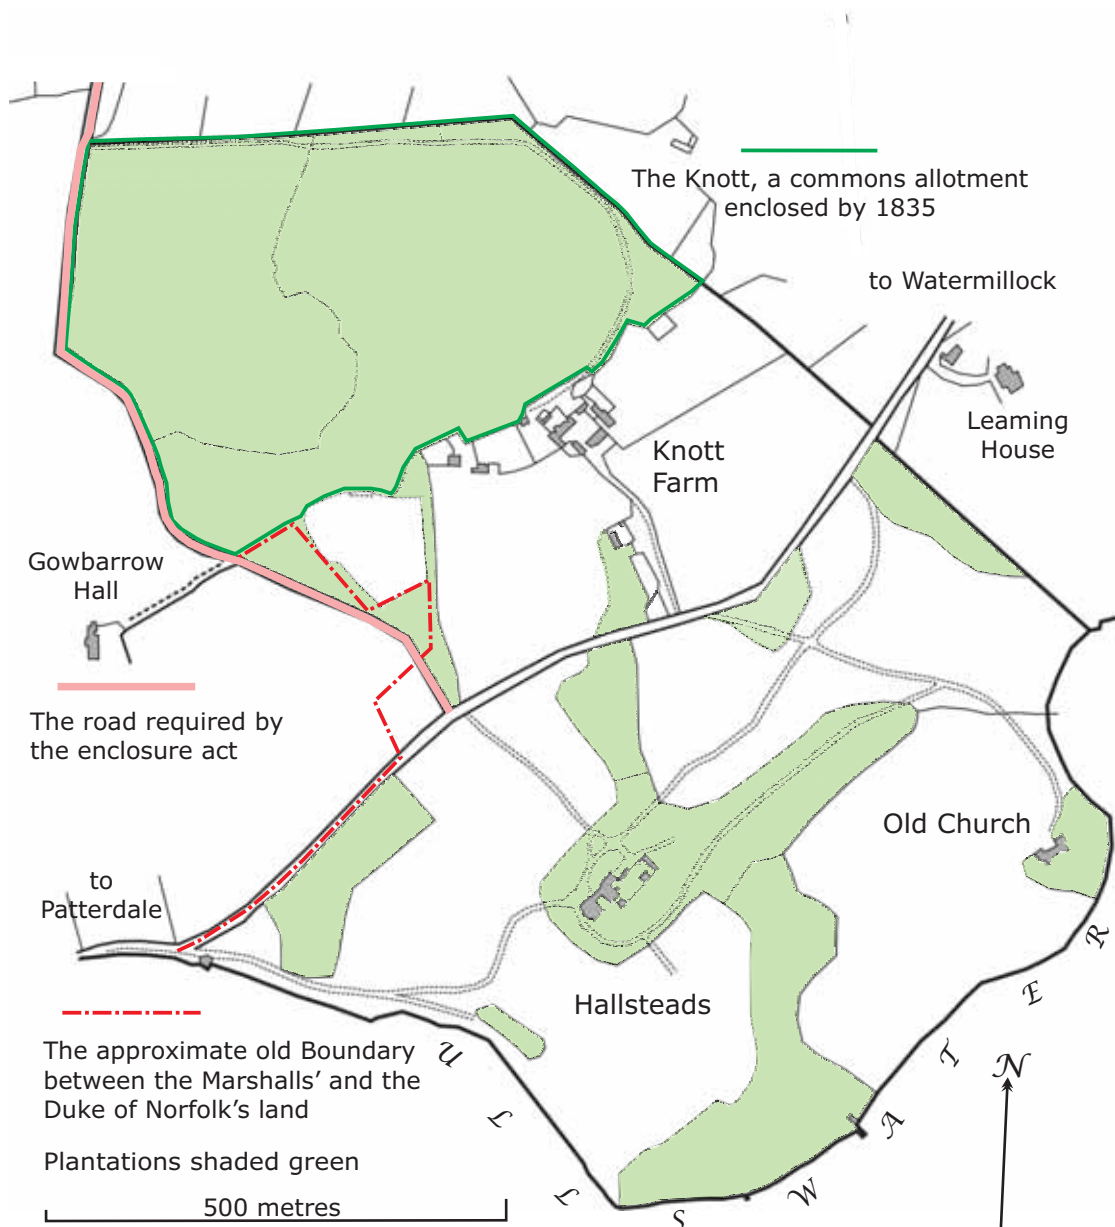 The Knott, a commons allotment
enclosed by 1835
to Watermillock
Leaming
House
Knott
Farm
Gowbarrow
Hall
The road required by
the enclosure act
Old Church
to
Patterdale
Hallsteads
The approximate old Boundary
between the Marshalls’ and the
Duke of Norfolk’s land
Plantations shaded green
500 metres
ULLSWATER
N